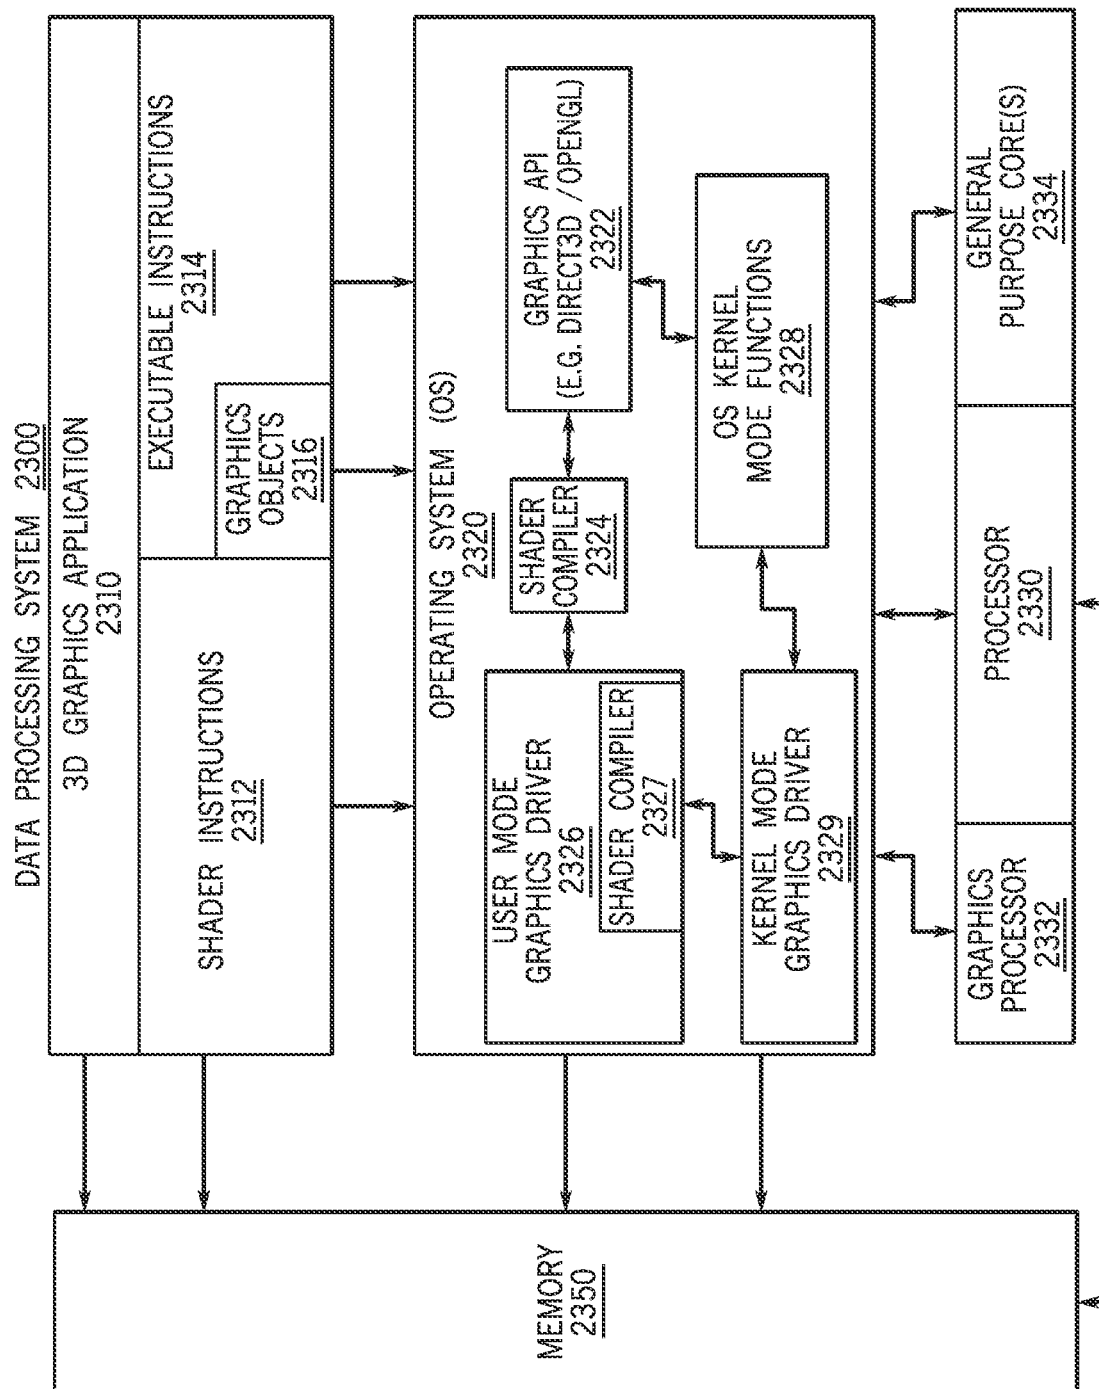 DATA PROCESSING SYSTEM 2300
3D GRAPHICS APPLICATION
2310
SHADER INSTRUCTIONS
2312
EXECUTABLE INSTRUCTIONS
2314
GRAPHICS
OBJECTS
2316
OPERATING SYSTEM (OS)
2320
USER MODE
GRAPHICS DRIVER
2326
SHADER COMPILER
2327
SHADER
COMPILER
2324
GRAPHICS API
(E.G. DIRECT3D /OPENGL)
2322
KERNEL MODE
GRAPHICS DRIVER
2329
OS KERNEL
MODE FUNCTIONS
2328
GRAPHICS
PROCESSOR
2332
PROCESSOR
2330
GENERAL
PURPOSE CORE(S)
2334
MEMORY
2350